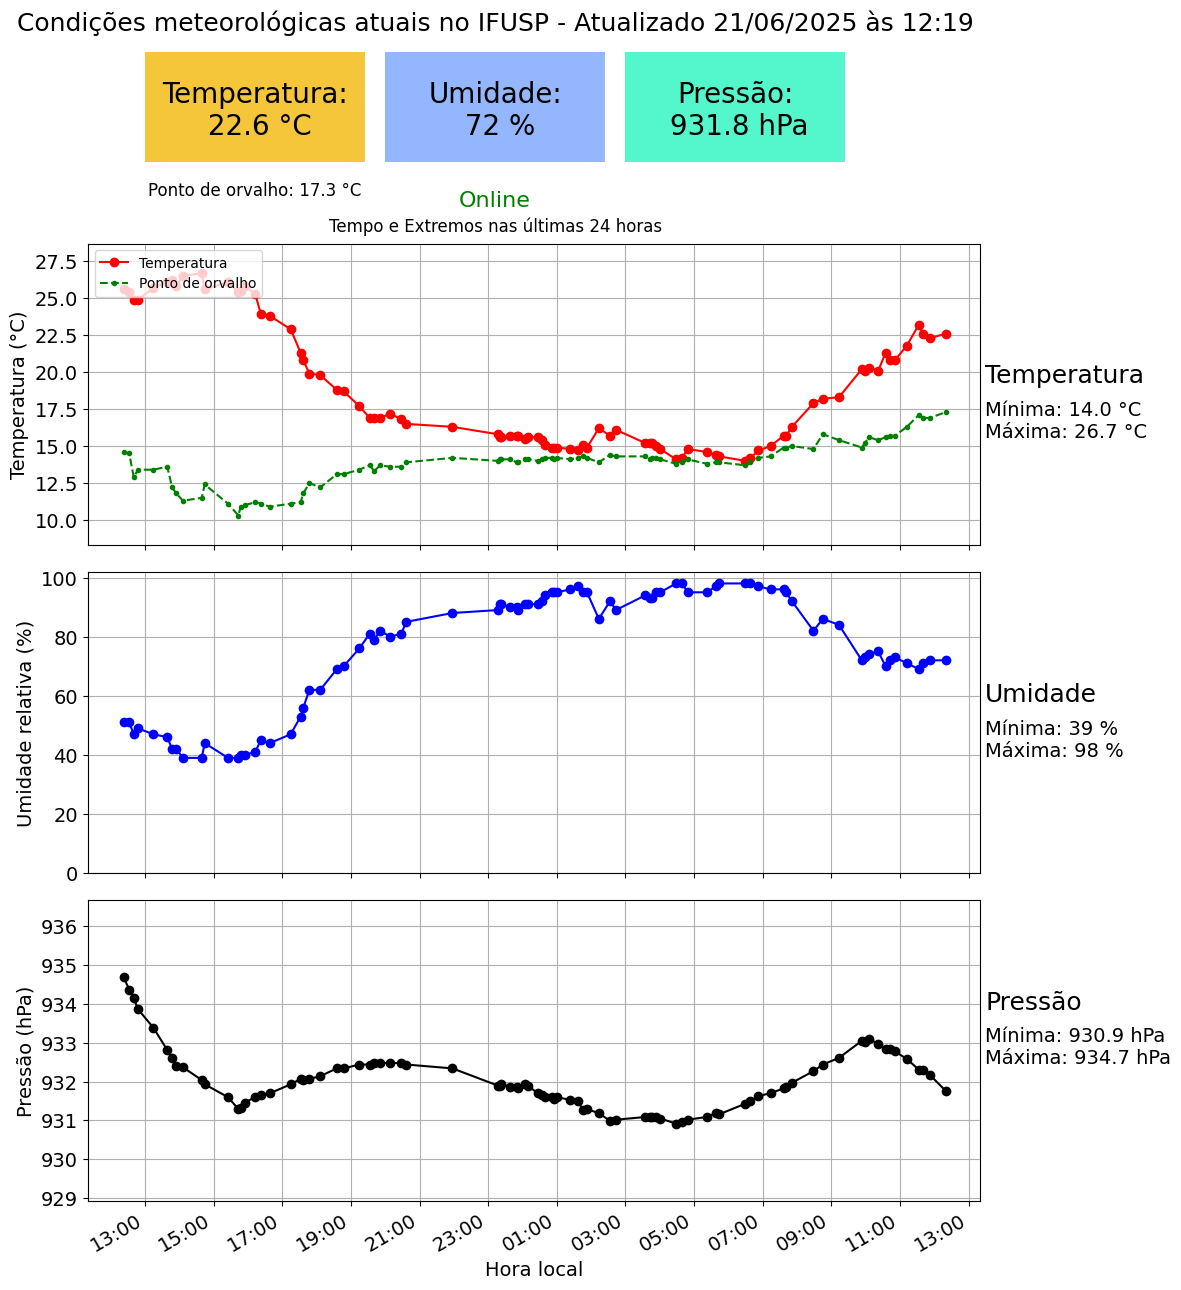 Condições meteorológicas atuais no IFUSP - Atualizado 21/06/2025 às 12:19
Temperatura:
22.6 °C
Umidade:
72 %
Pressão:
931.8 hPa
Ponto de orvalho: 17.3 °C
Online
Tempo e Extremos nas últimas 24 horas
Temperatura (°C)
27.5
25.0
22.5
20.0
17.5
15.0
12.5
10.0
Temperatura
Ponto de orvalho
Temperatura
Mínima: 14.0 °C
Máxima: 26.7 °C
Umidade relativa (%)
100
80
60
40
20
0
Umidade
Mínima: 39 %
Máxima: 98 %
Pressão (hPa)
936
935
934
933
932
931
930
929
Pressão
Mínima: 930.9 hPa
Máxima: 934.7 hPa
13:00
15:00
17:00
19:00
21:00
23:00
01:00
03:00
05:00
07:00
09:00
11:00
13:00
Hora local